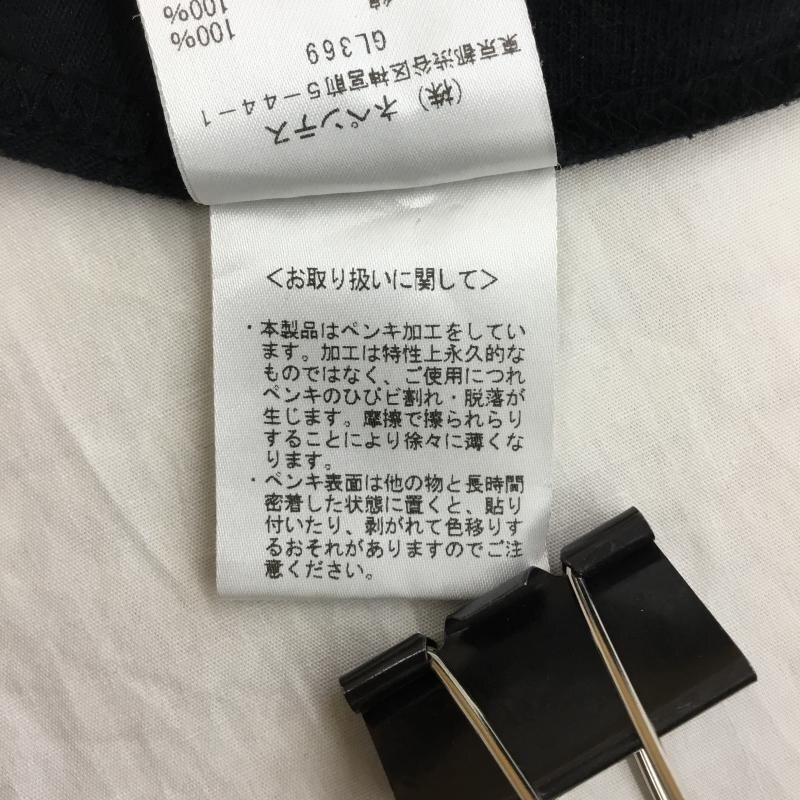 (株) ネペンテス
東京都渋谷区神宮前5-44-1
GL369
100%
100%
<お取り扱いに関して>
・本製品はペンキ加工をしてい
ます。加工は特性上永久的な
ものではなく、ご使用につれ
ペンキのひびビ割れ・脱落が
生じます。摩擦で擦られらり
することにより徐々に薄くな
ります。
・ペンキ表面は他の物と長時間
密着した状態に置くと、貼り
付いたり、剥がれて色移りす
るおそれがありますのでご注
意ください。